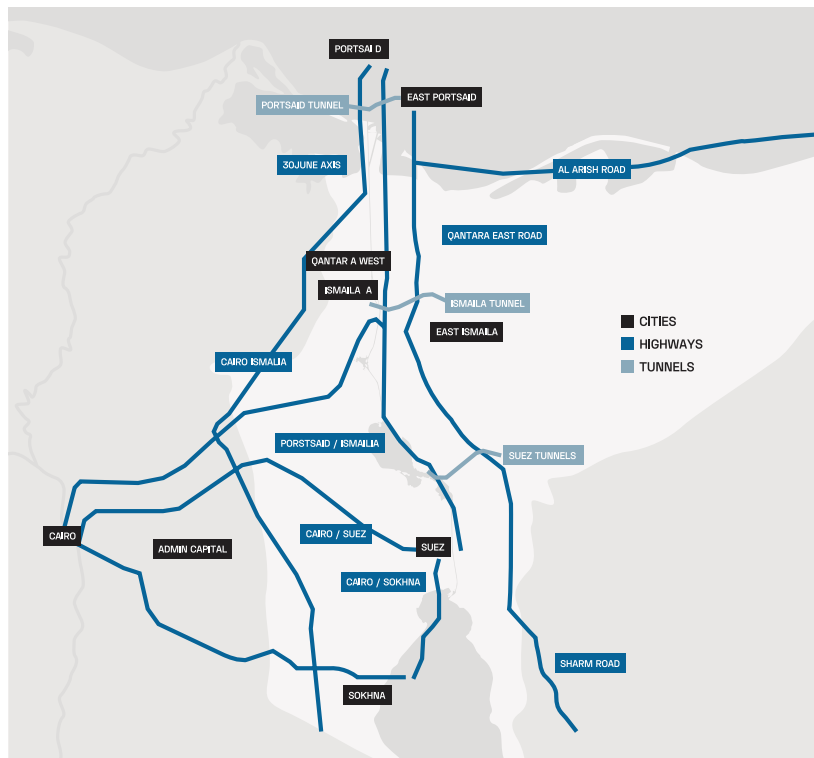 PORTSAI D
PORTSAID TUNNEL
EAST PORTSAID
30JUNE AXIS
AL ARISH ROAD
QANTARA EAST ROAD
QANTAR A WEST
ISMAILA A
ISMAILA TUNNEL
EAST ISMAILA
CITIES
HIGHWAYS
TUNNELS
CAIRO ISMALIA
PORSTSAID / ISMAILIA
SUEZ TUNNELS
CAIRO
ADMIN CAPITAL
CAIRO / SUEZ
SUEZ
CAIRO / SOKHNA
SHARM ROAD
SOKHNA